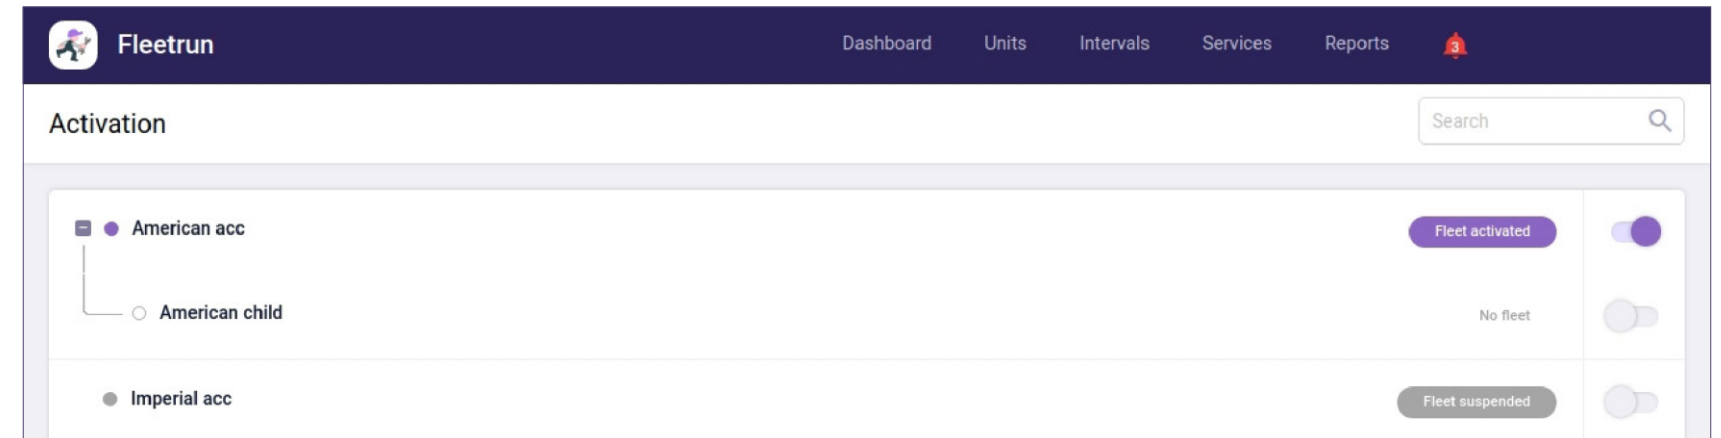 Fleetrun
Dashboard Units Intervals Services Reports 3
Activation
Search
American acc Fleet activated
American child No fleet
Imperial acc Fleet suspended